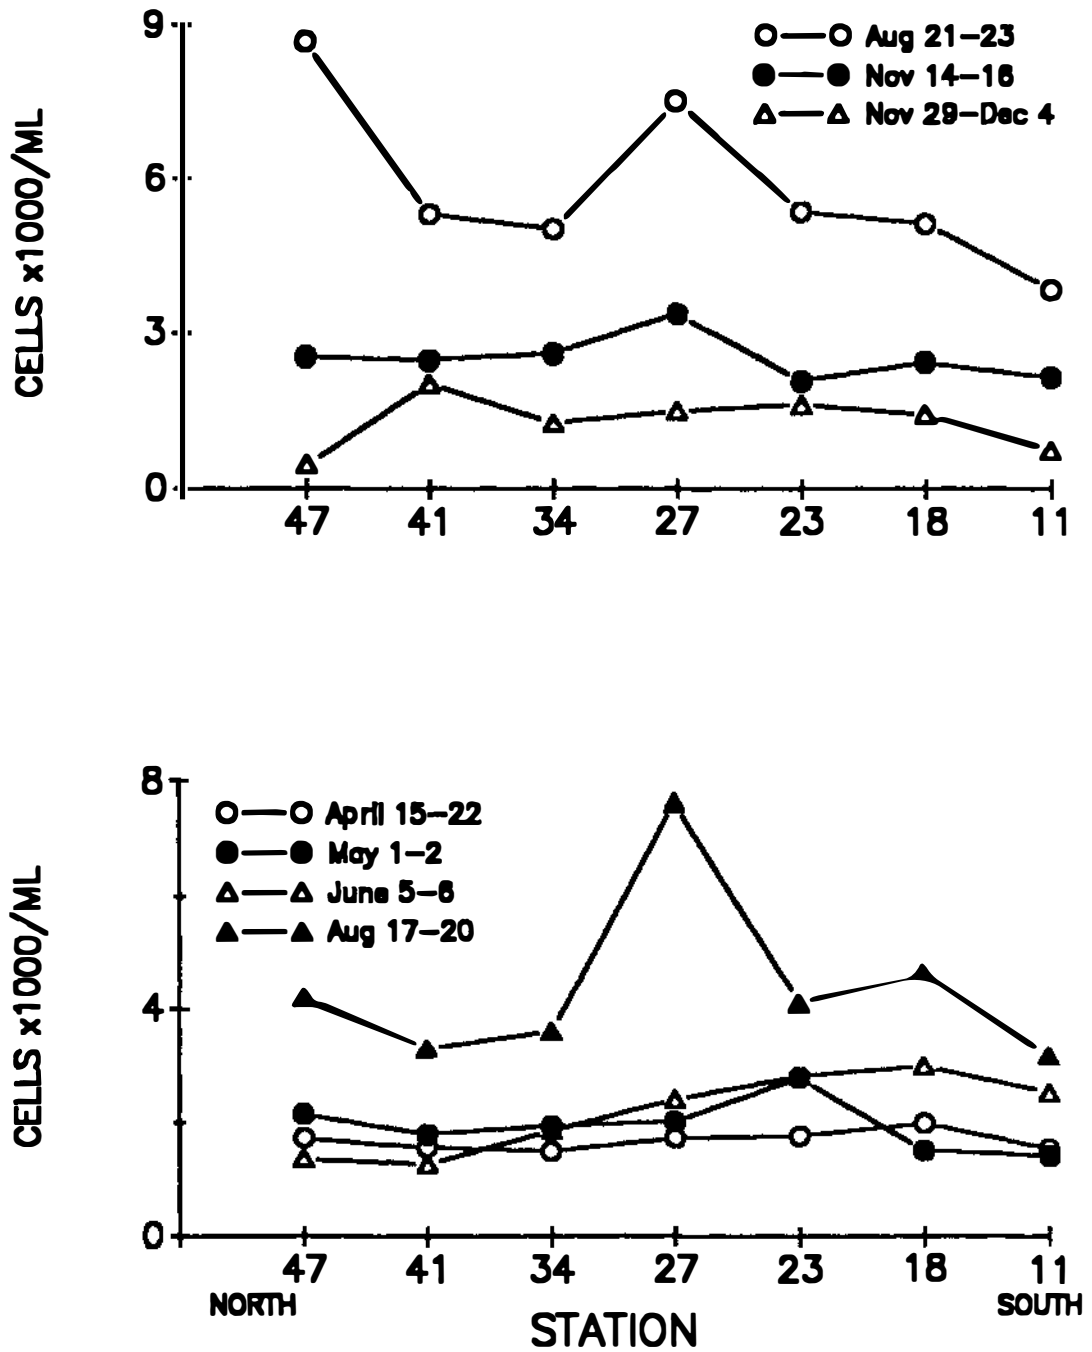 9
Aug 21-23
Nov 14-16
Nov 29-Dec 4
CELLS x1000/ML
6
3
0
47 41 34 27 23 18 11
8
April 15-22
May 1-2
June 5-6
Aug 17-20
CELLS x1000/ML
4
0
47 41 34 27 23 18 11
NORTH SOUTH
STATION